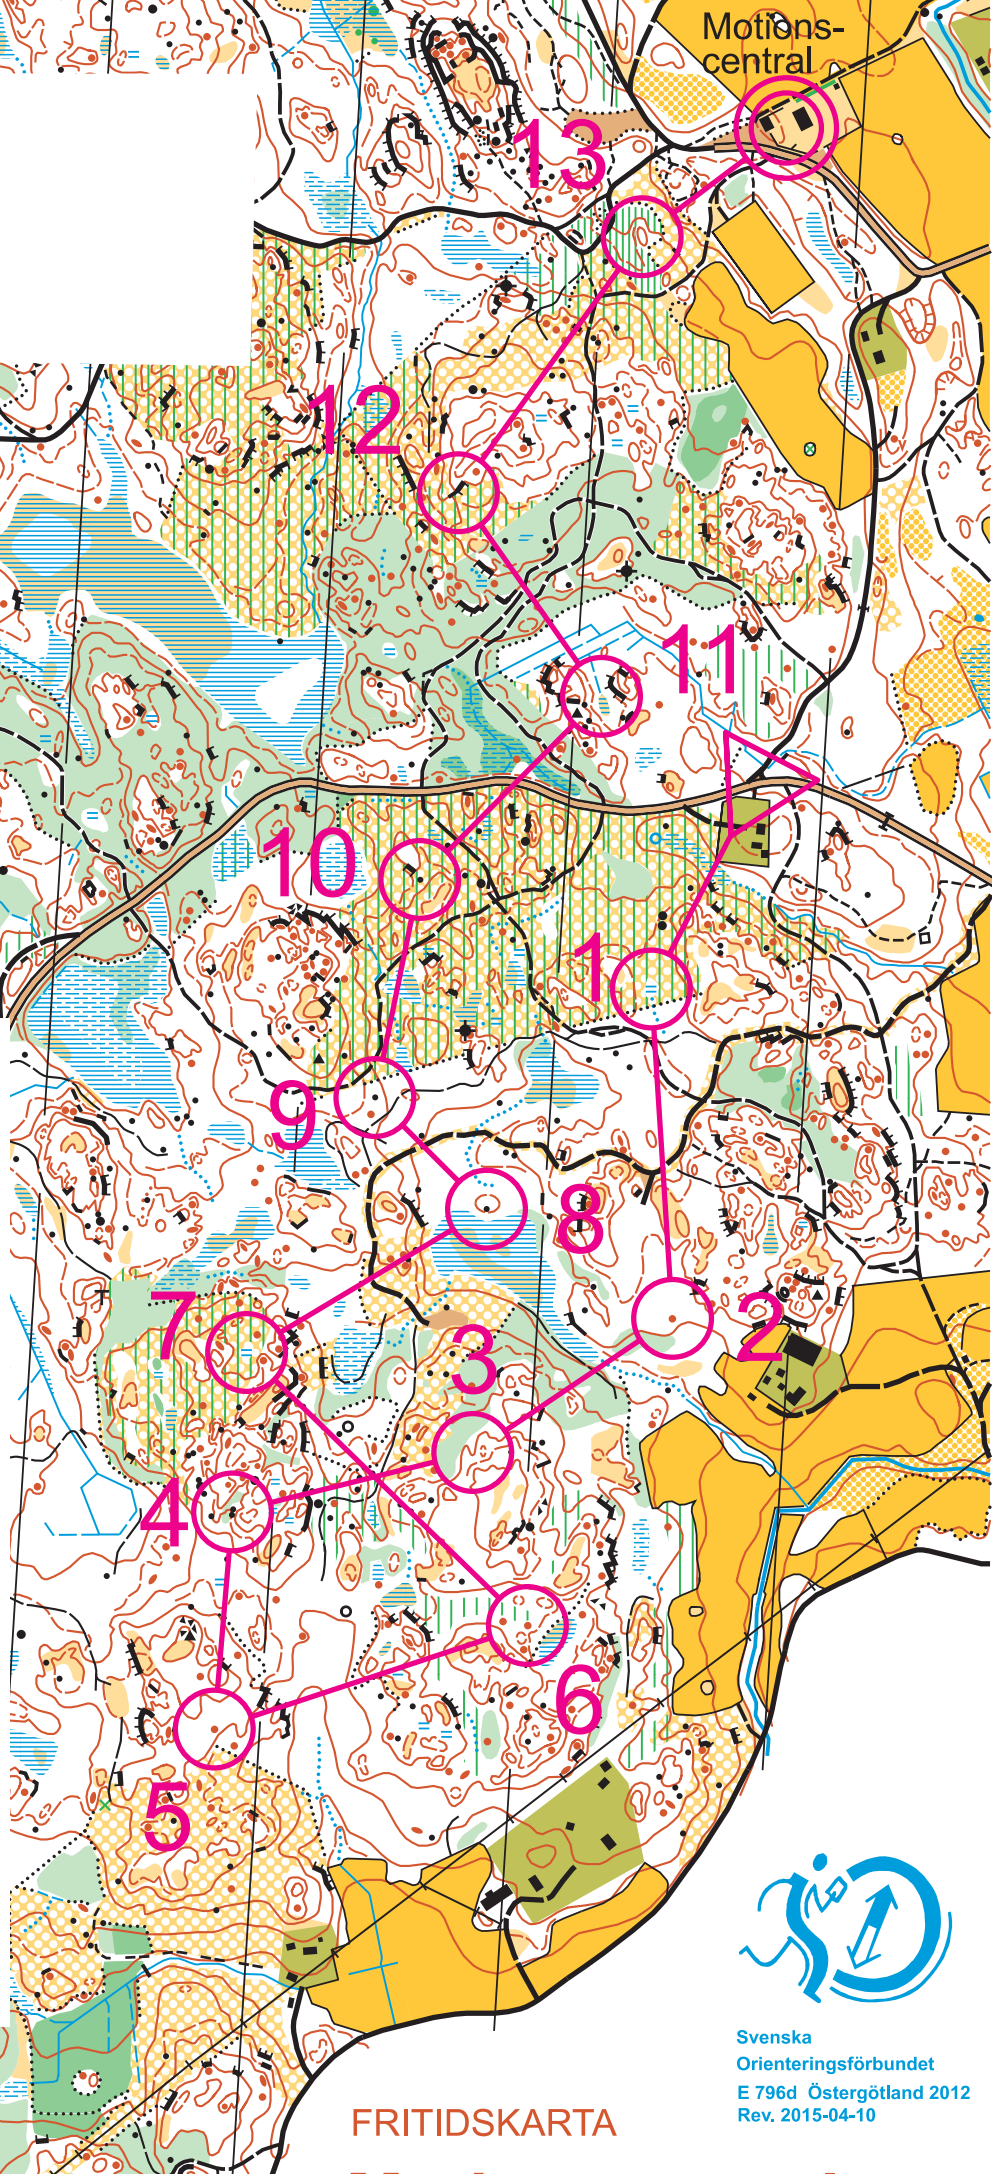 Motions-
central
13
12
11
10
1
9
8
7
2
3
4
6
5
Svenska
Orienteringsförbundet
E 796d Östergötland 2012
Rev. 2015-04-10
FRITIDSKARTA